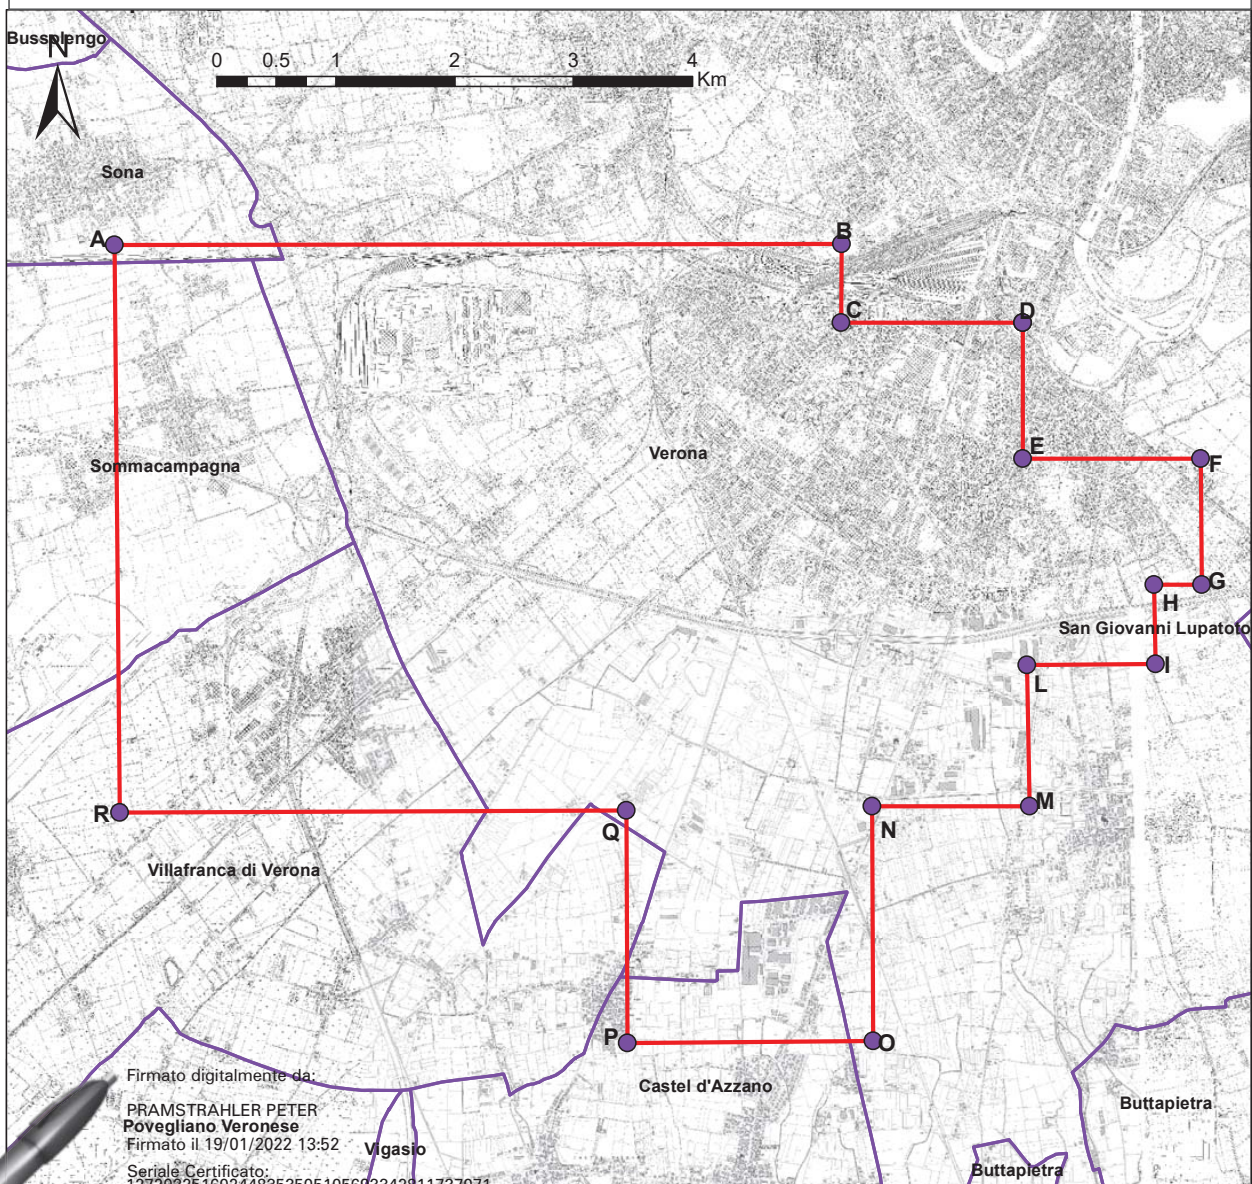 Bussolengo
N
0 0.5 1 2 3 4
Km
Sona
A
B
C
D
Verona
E
F
Sommacampagna
G
H
San Giovanni Lupatoto
I
L
M
N
R
Q
Villafranca di Verona
P
O
Castel d'Azzano
Firmato digitalmente da:
PRAMSTRAHLER PETER
Povegliano Veronese
Firmato il 19/01/2022 13:52
Vigasio
Buttapietra
Buttapietra
Seriale Certificato: